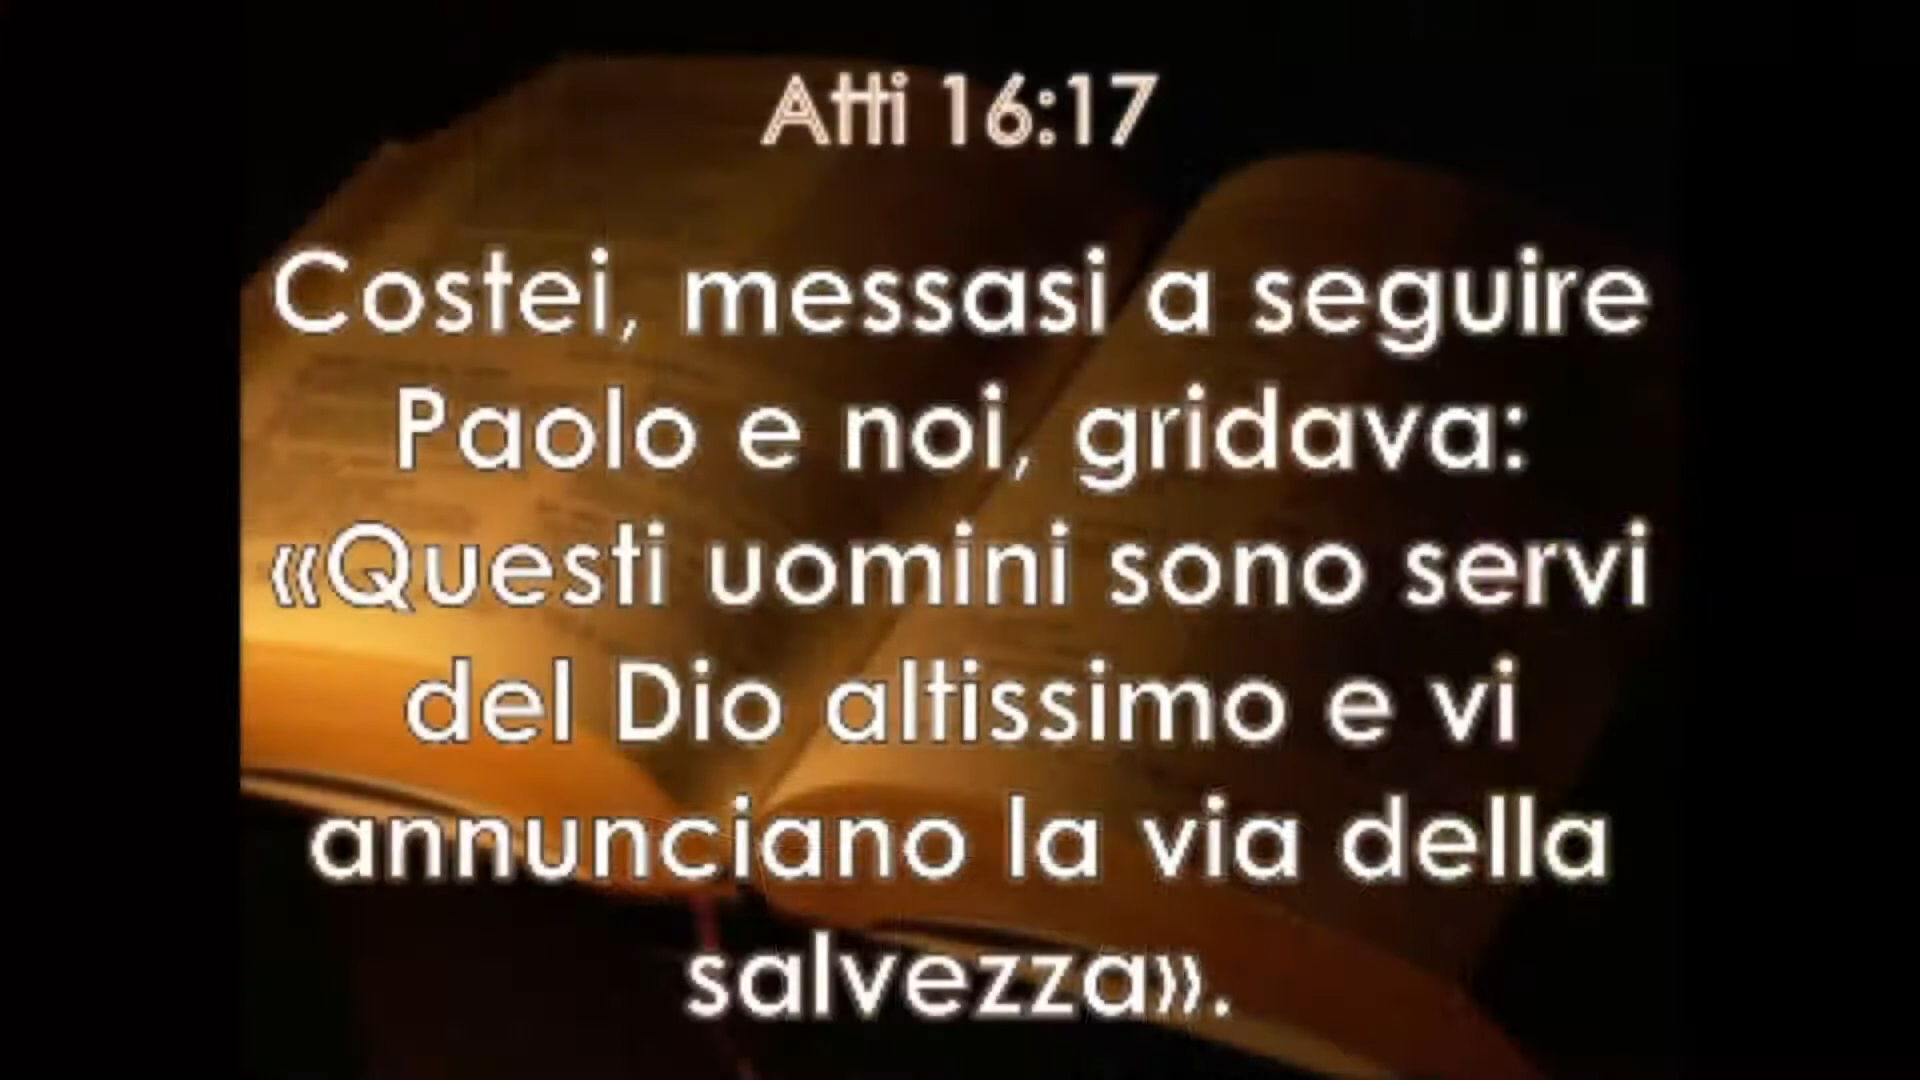 Atti 16:17
Costei, messasi a seguire
Paolo e noi, gridava:
«Questi uomini sono servi
del Dio altissimo e vi
annunciano la via della
salvezza».